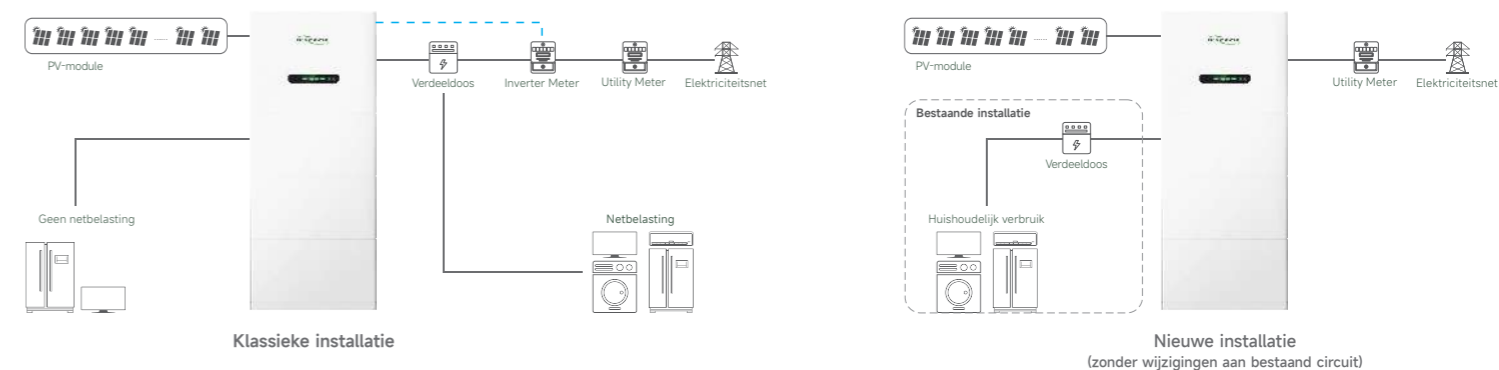 PV-module
Verdeeldoos
Inverter Meter
Utility Meter
Elektriciteitsnet
Geen netbelasting
Netbelasting
Klassieke installatie
PV-module
Utility Meter
Elektriciteitsnet
Bestaande installatie
Verdeeldoos
Huishoudelijk verbruik
Nieuwe installatie
(zonder wijzigingen aan bestaand circuit)